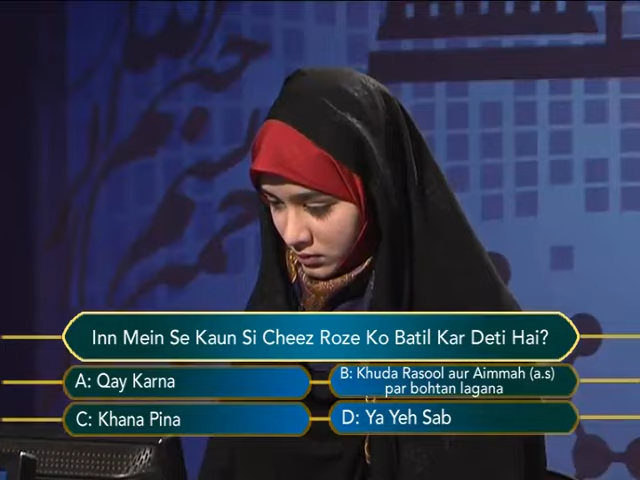 Inn Mein Se Kaun Si Cheez Roze Ko Batil Kar Deti Hai?
A: Qay Karna
B: Khuda Rasool aur Aimmah (a.s)
par bohtan lagana
C: Khana Pina
D: Ya Yeh Sab